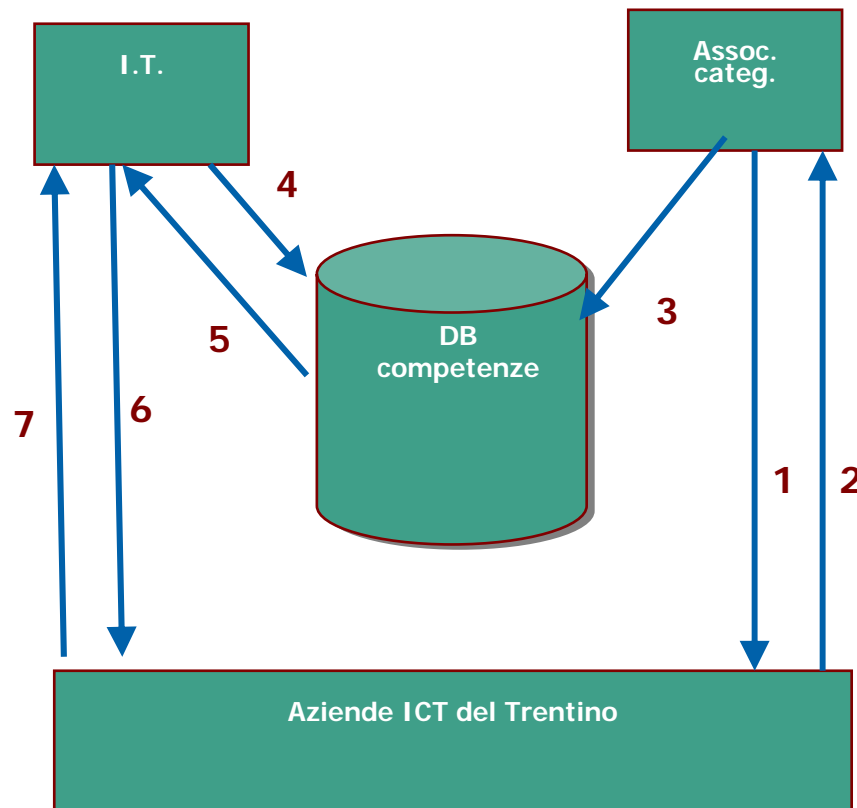 I.T.
Assoc.
categ.
4
3
5
DB
competenze
7
6
1
2
Aziende ICT del Trentino